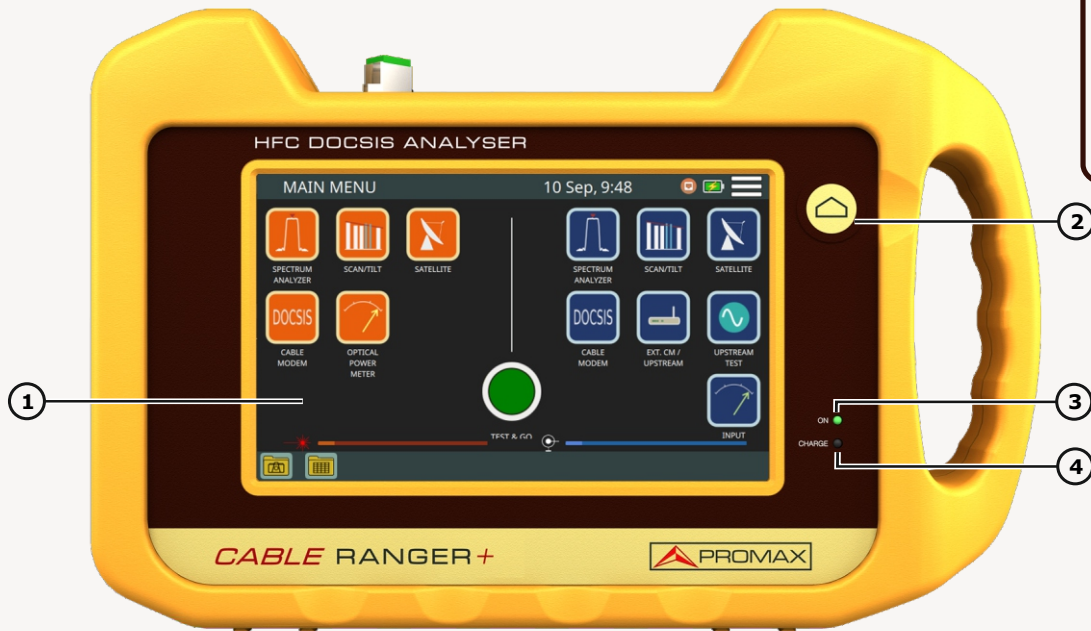 HFC DOCSIS ANALYSER
MAIN MENU 10 Sep, 9:48
SPECTRUM ANALYZER
SCAN/TILT
SATELLITE
SPECTRUM ANALYZER
SCAN/TILT
SATELLITE
DOCSIS
CABLE MODEM
OPTICAL POWER METER
DOCSIS
CABLE MODEM
EXT. CM / UPSTREAM
UPSTREAM TEST
TEST & GO
INPUT
ON
CHARGE
CABLE RANGER+
PROMAX
1
2
3
4